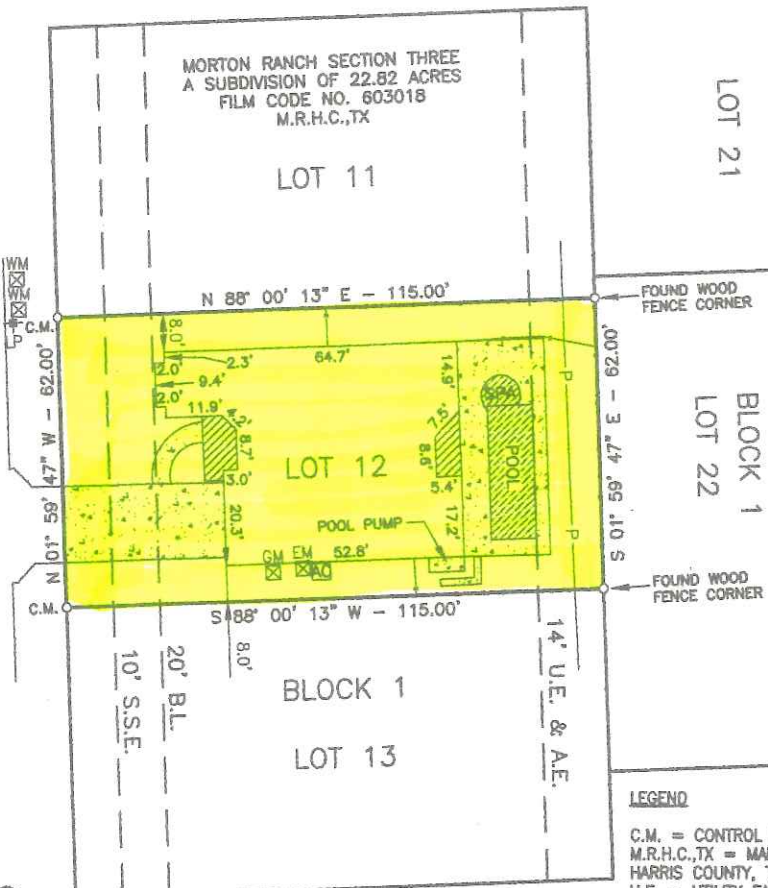 MORTON RANCH SECTION THREE
A SUBDIVISION OF 22.82 ACRES
FILM CODE NO. 603018
M.R.H.C.,TX
LOT 11
LOT 21
WM
WM
P
C.M.
N 88° 00' 13" E - 115.00'
FOUND WOOD
FENCE CORNER
8.0'
2.3'
64.7'
2.0'
9.4'
2.0'
11.9'
8.7'
3.0'
20.3'
14.9'
7.5'
8.6'
5.4'
17.2'
SPA
POOL
P
P
LOT 12
POOL PUMP
GM
EM
AC
52.8'
N 01° 59' 47" W - 62.00'
S 01° 59' 47" E - 62.00'
BLOCK 1
LOT 22
FOUND WOOD
FENCE CORNER
C.M.
S 88° 00' 13" W - 115.00'
8.0'
10' S.S.E.
20' B.L.
14' U.E. & A.E.
BLOCK 1
LOT 13
LEGEND
C.M. = CONTROL
M.R.H.C.,TX = MA
HARRIS COUNTY,